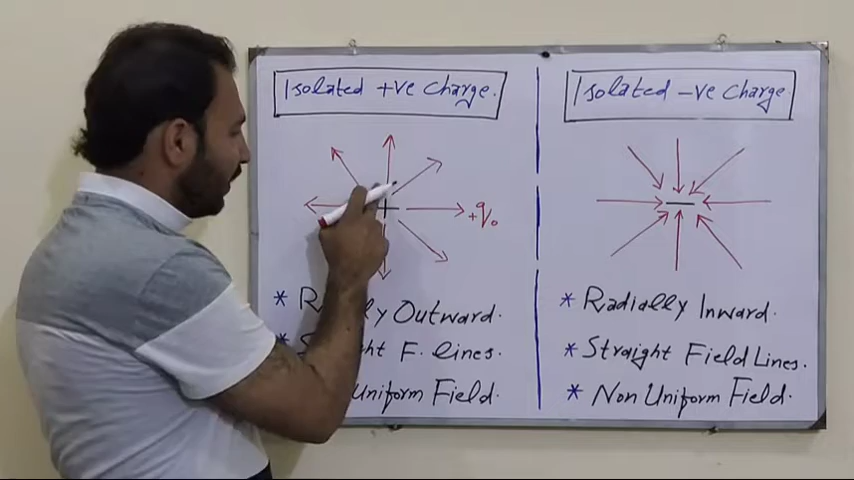 Isolated +ve Charge.
+q₀
* Outward.
* F. lines.
Uniform Field.
Isolated -ve Charge.
* Radially Inward.
* Straight Field Lines.
* Non Uniform Field.